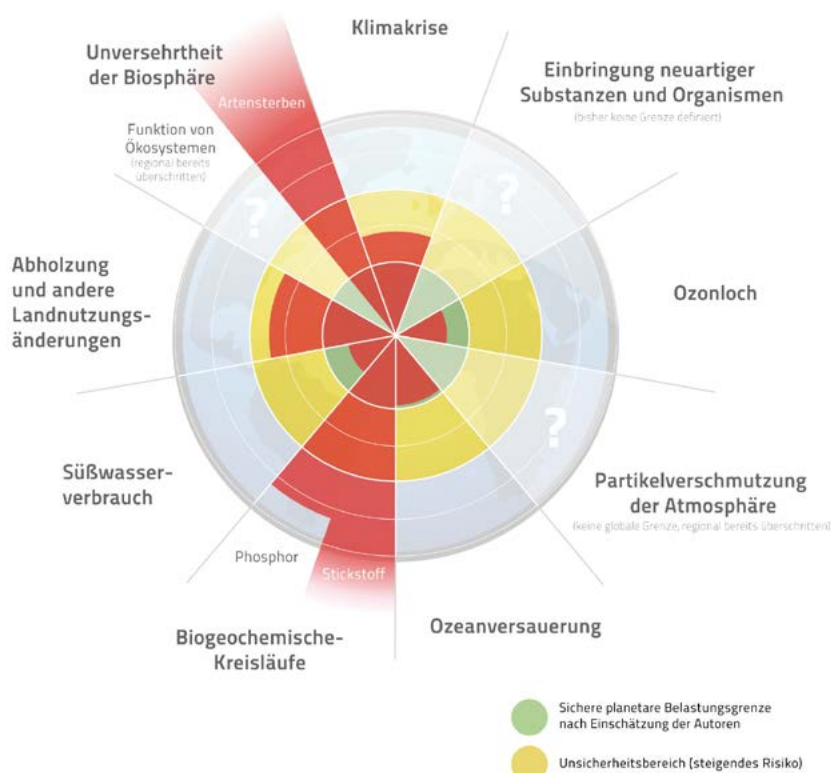 Klimakrise
Unversehrtheit
der Biosphäre
Artensterben
Funktion von
Ökosystemen
(regional bereits
überschritten)
Einbringung neuartiger
Substanzen und Organismen
(bisher keine Grenze definiert)
?
?
Abholzung
und andere
Landnutzungs-
änderungen
Ozonloch
?
Süßwasser-
verbrauch
Partikelverschmutzung
der Atmosphäre
(keine globale Grenze, regional bereits überschritten)
Phosphor
Stickstoff
Biogeochemische-
Kreisläufe
Ozeanversauerung
Sichere planetare Belastungsgrenze
nach Einschätzung der Autoren
Unsicherheitsbereich (steigendes Risiko)